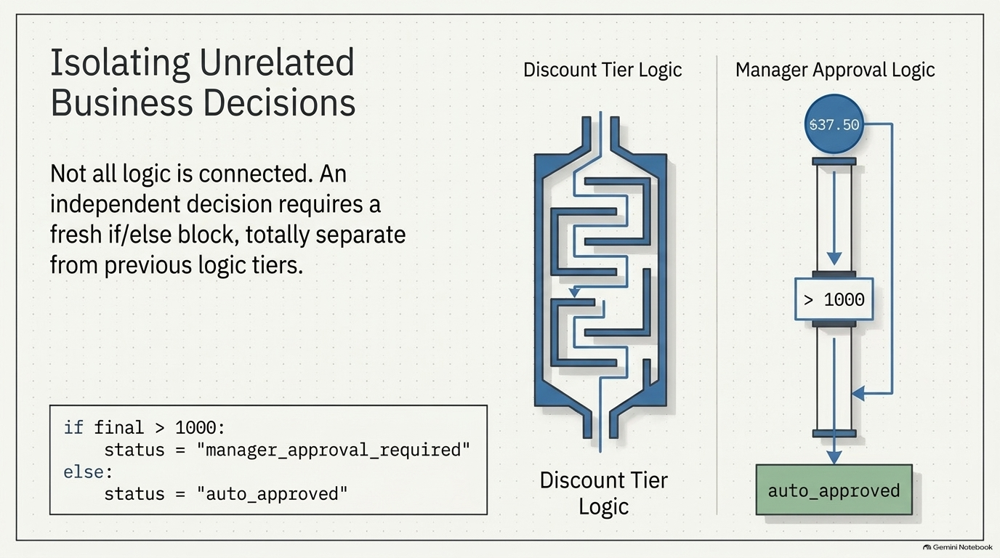 Isolating Unrelated
Business Decisions
Not all logic is connected. An
independent decision requires a
fresh if/else block, totally separate
from previous logic tiers.
if final > 1000:
    status = "manager_approval_required"
else:
    status = "auto_approved"
Discount Tier Logic
Discount Tier
Logic
Manager Approval Logic
$37.50
> 1000
auto_approved
Gemini Notebook